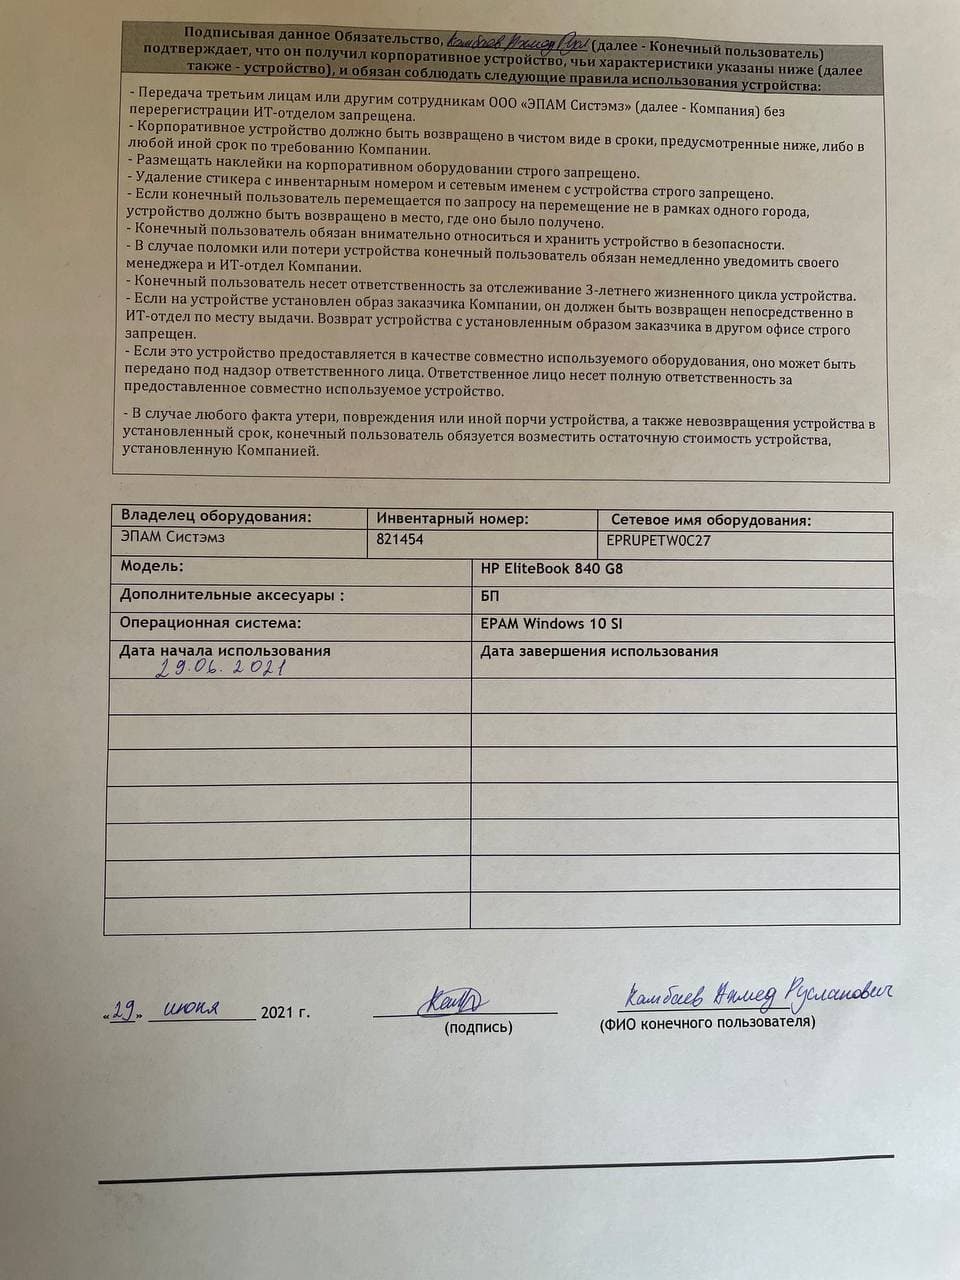 Подписывая данное Обязательство, Камбаев Ахмед Русл (далее - Конечный пользователь)
подтверждает, что он получил корпоративное устройство, чьи характеристики указаны ниже (далее
также - устройство), и обязан соблюдать следующие правила использования устройства:
- Передача третьим лицам или другим сотрудникам ООО «ЭПАМ Систэмз» (далее - Компания) без
перерегистрации ИТ-отделом запрещена.
- Корпоративное устройство должно быть возвращено в чистом виде в сроки, предусмотренные ниже, либо в
любой иной срок по требованию Компании.
- Размещать наклейки на корпоративном оборудовании строго запрещено.
- Удаление стикера с инвентарным номером и сетевым именем с устройства строго запрещено.
- Если конечный пользователь перемещается по запросу на перемещение не в рамках одного города,
устройство должно быть возвращено в место, где оно было получено.
- Конечный пользователь обязан внимательно относиться и хранить устройство в безопасности.
- В случае поломки или потери устройства конечный пользователь обязан немедленно уведомить своего
менеджера и ИТ-отдел Компании.
- Конечный пользователь несет ответственность за отслеживание 3-летнего жизненного цикла устройства.
- Если на устройстве установлен образ заказчика Компании, он должен быть возвращен непосредственно в
ИТ-отдел по месту выдачи. Возврат устройства с установленным образом заказчика в другом офисе строго
запрещен.
- Если это устройство предоставляется в качестве совместно используемого оборудования, оно может быть
передано под надзор ответственного лица. Ответственное лицо несет полную ответственность за
предоставленное совместно используемое устройство.
- В случае любого факта утери, повреждения или иной порчи устройства, а также невозвращения устройства в
установленный срок, конечный пользователь обязуется возместить остаточную стоимость устройства,
установленную Компанией.
Владелец оборудования: Инвентарный номер: Сетевое имя оборудования:
ЭПАМ Систэмз 821454 EPRUPETW0C27
Модель: HP EliteBook 840 G8
Дополнительные аксесуары : БП
Операционная система: EPAM Windows 10 SI
Дата начала использования Дата завершения использования
29.06.2021
«29» июня 2021 г. Камбаев Ахмед Русланович
(подпись) (ФИО конечного пользователя)